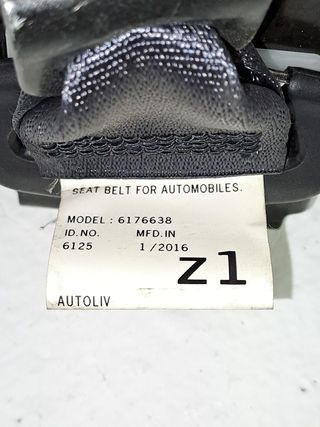 SEAT BELT FOR AUTOMOBILES.
MODEL: 6176638
ID.NO. MFD.IN
6125 1/2016
Z1
AUTOLIV